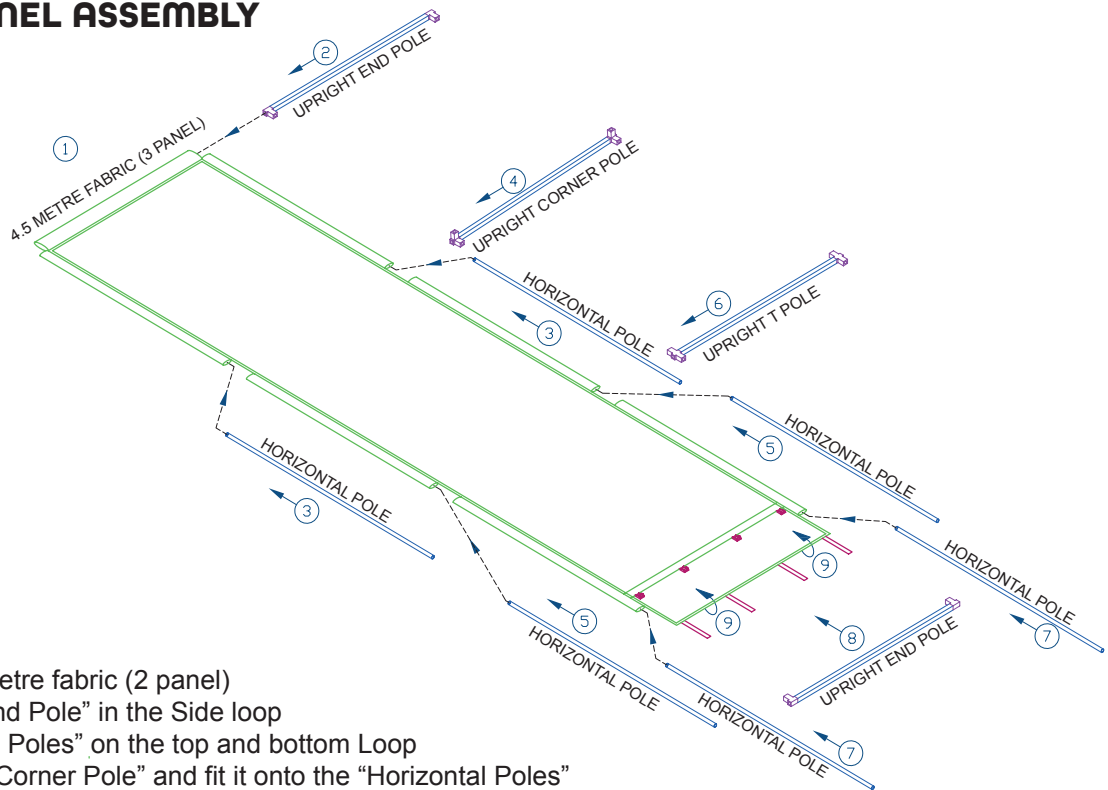 NEL ASSEMBLY
2
UPRIGHT END POLE
1
4.5 METRE FABRIC (3 PANEL)
4
UPRIGHT CORNER POLE
HORIZONTAL POLE
3
6
UPRIGHT T POLE
HORIZONTAL POLE
5
HORIZONTAL POLE
3
HORIZONTAL POLE
7
9
9
8
UPRIGHT END POLE
5
HORIZONTAL POLE
HORIZONTAL POLE
7
etre fabric (2 panel)
nd Pole” in the Side loop
Poles” on the top and bottom Loop
Corner Pole” and fit it onto the “Horizontal Poles”